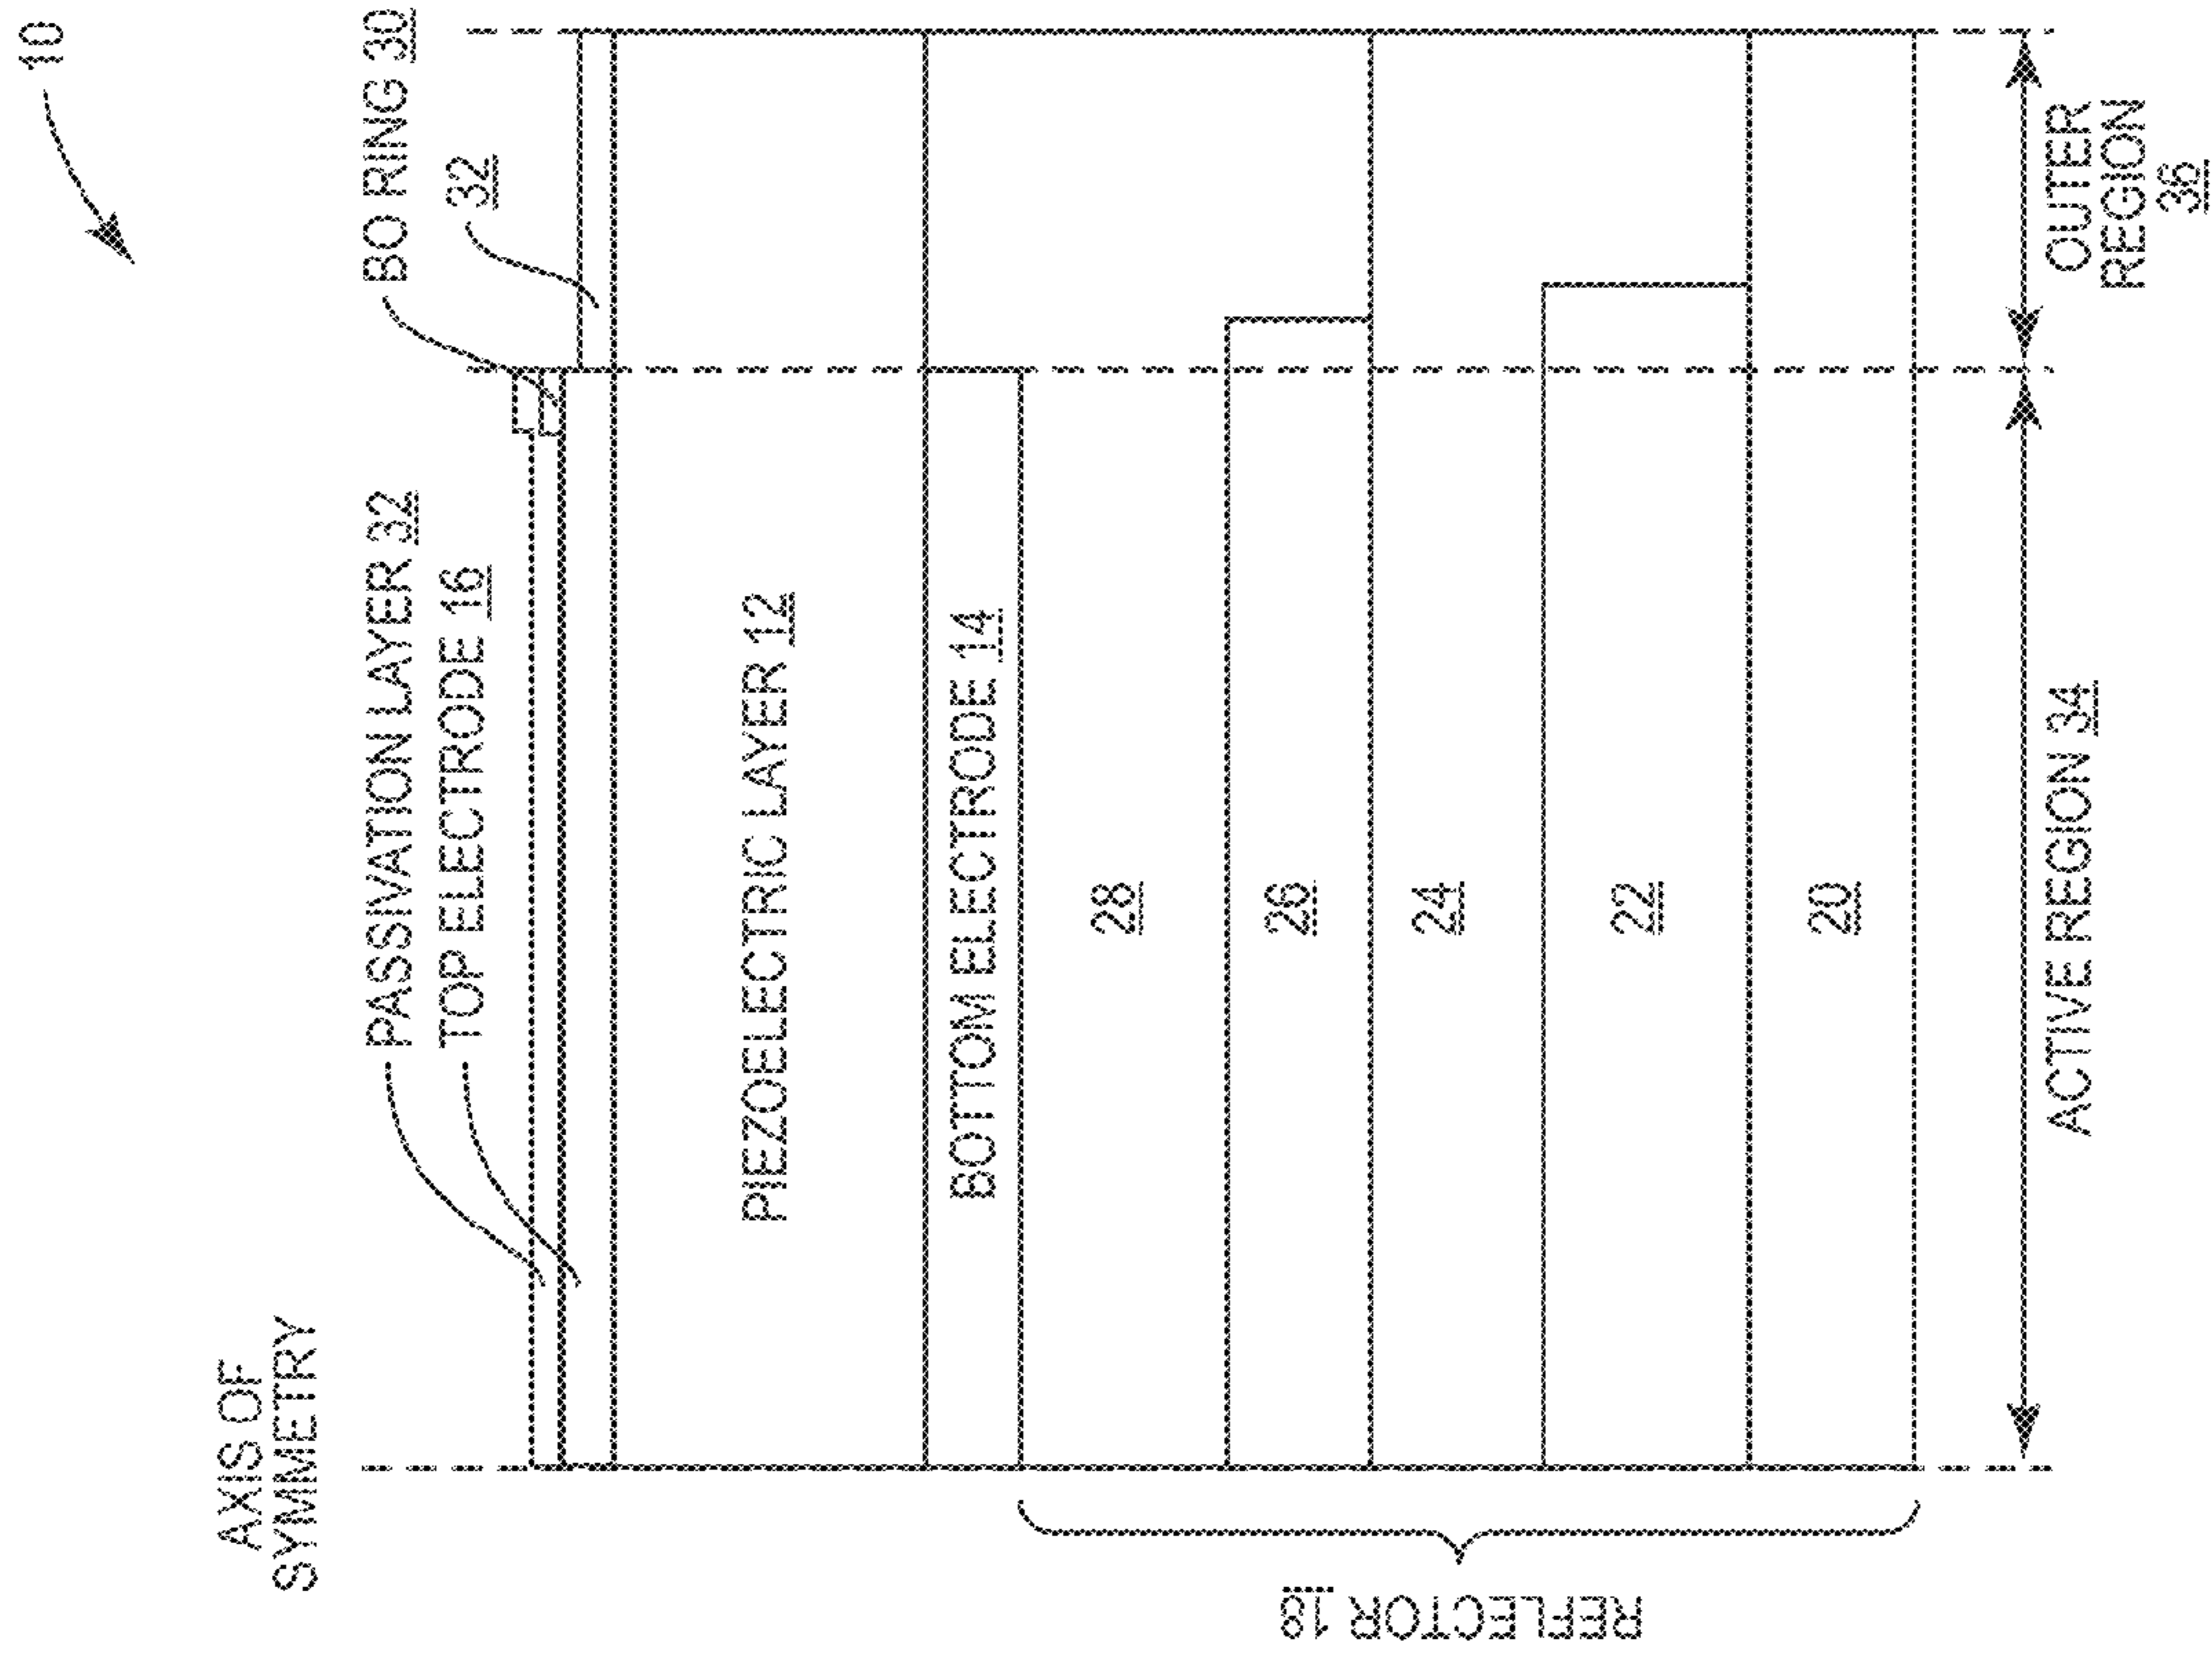 10
AXIS OF
SYMMETRY
PASSIVATION LAYER 32
TOP ELECTRODE 16
BO RING 30
32
PIEZOELECTRIC LAYER 12
BOTTOM ELECTRODE 14
28
26
24
22
20
REFLECTOR 18
ACTIVE REGION 34
OUTER
REGION
36